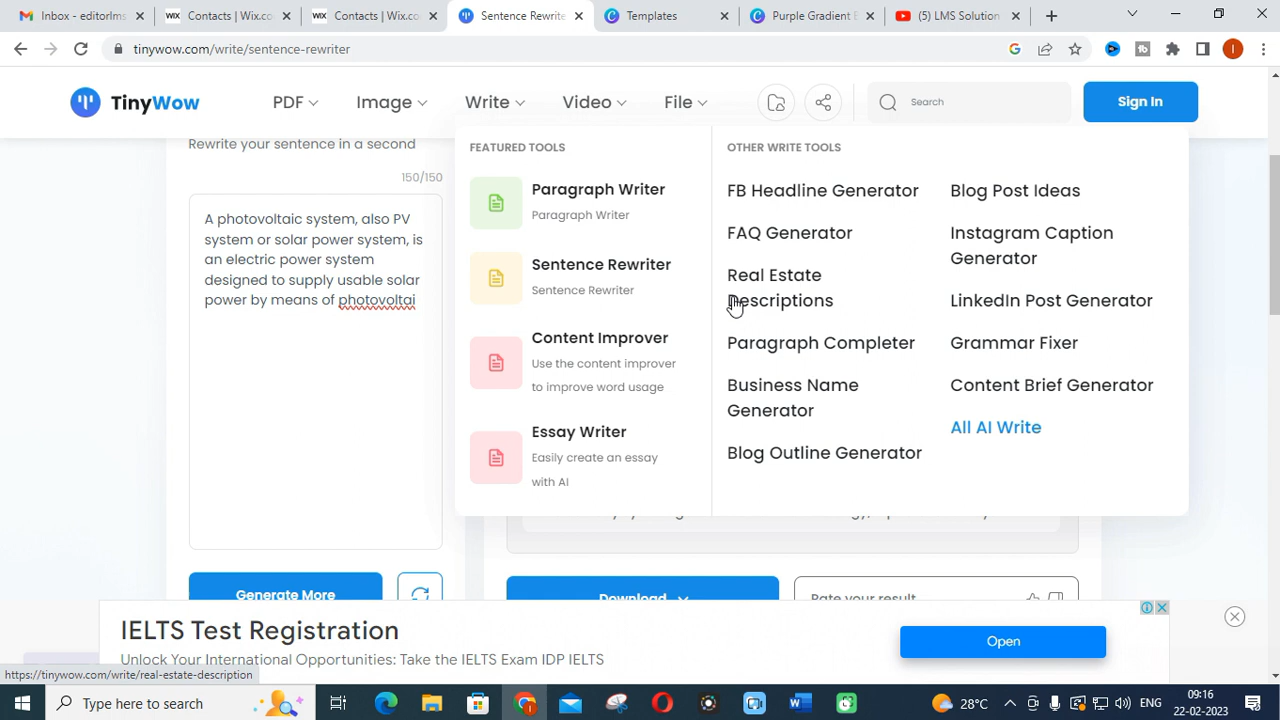 Inbox - editorlms
Contacts | Wix.co
Contacts | Wix.co
Sentence Rewrite
Templates
Purple Gradient B
(5) LMS Solution
tinywow.com/write/sentence-rewriter
TinyWow
PDF
Image
Write
Video
File
Search
Sign In
Rewrite your sentence in a second
150/150
A photovoltaic system, also PV
system or solar power system, is
an electric power system
designed to supply usable solar
power by means of photovoltai
FEATURED TOOLS
Paragraph Writer
Paragraph Writer
Sentence Rewriter
Sentence Rewriter
Content Improver
Use the content improver
to improve word usage
Essay Writer
Easily create an essay
with AI
OTHER WRITE TOOLS
FB Headline Generator
FAQ Generator
Real Estate
Descriptions
Paragraph Completer
Business Name
Generator
Blog Outline Generator
Blog Post Ideas
Instagram Caption
Generator
LinkedIn Post Generator
Grammar Fixer
Content Brief Generator
All AI Write
Generate More
Download
Rate your result
IELTS Test Registration
Unlock Your International Opportunities: Take the IELTS Exam IDP IELTS
Open
https://tinywow.com/write/real-estate-description
Type here to search
28°C
ENG
09:16
22-02-2023